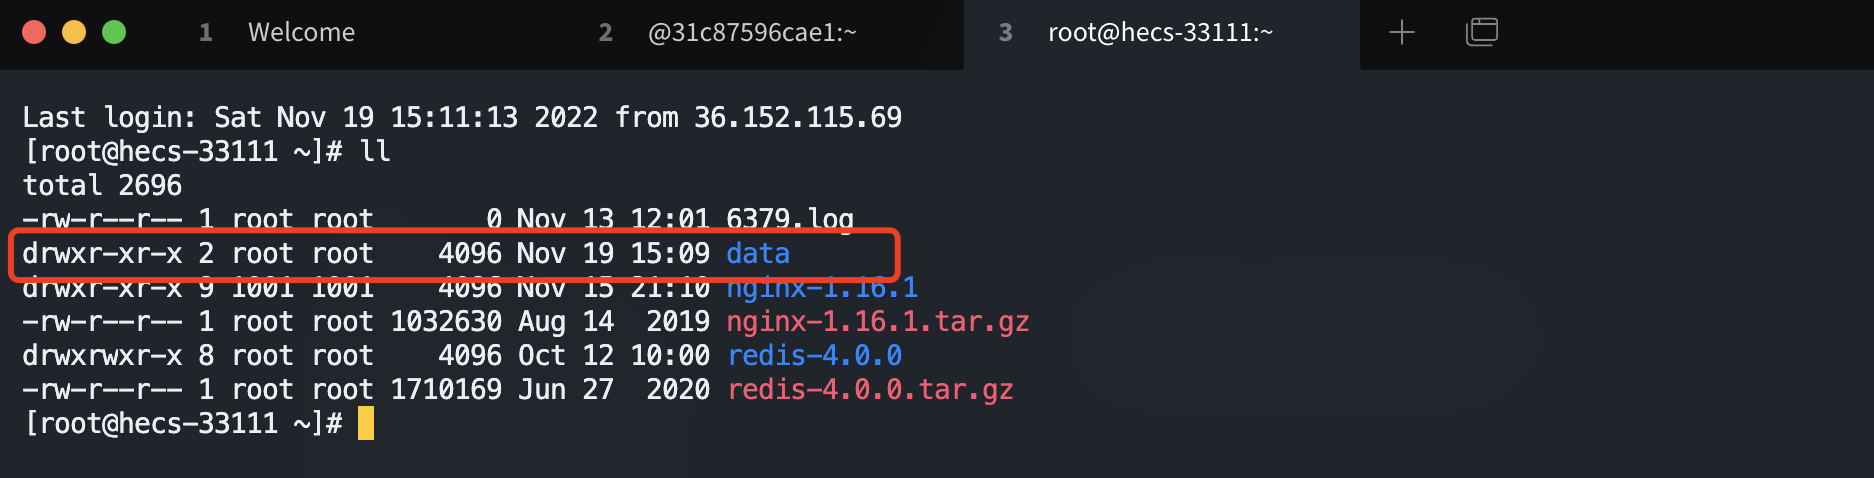 1 Welcome 2 @31c87596cae1:~ 3 root@hecs-33111:~
Last login: Sat Nov 19 15:11:13 2022 from 36.152.115.69
[root@hecs-33111 ~]# ll
total 2696
-rw-r--r-- 1 root root       0 Nov 13 12:01 6379.log
drwxr-xr-x 2 root root    4096 Nov 19 15:09 data
drwxr-xr-x 9 1001 1001    4096 Nov 15 21:10 nginx-1.16.1
-rw-r--r-- 1 root root 1032630 Aug 14  2019 nginx-1.16.1.tar.gz
drwxrwxr-x 8 root root    4096 Oct 12 10:00 redis-4.0.0
-rw-r--r-- 1 root root 1710169 Jun 27  2020 redis-4.0.0.tar.gz
[root@hecs-33111 ~]#